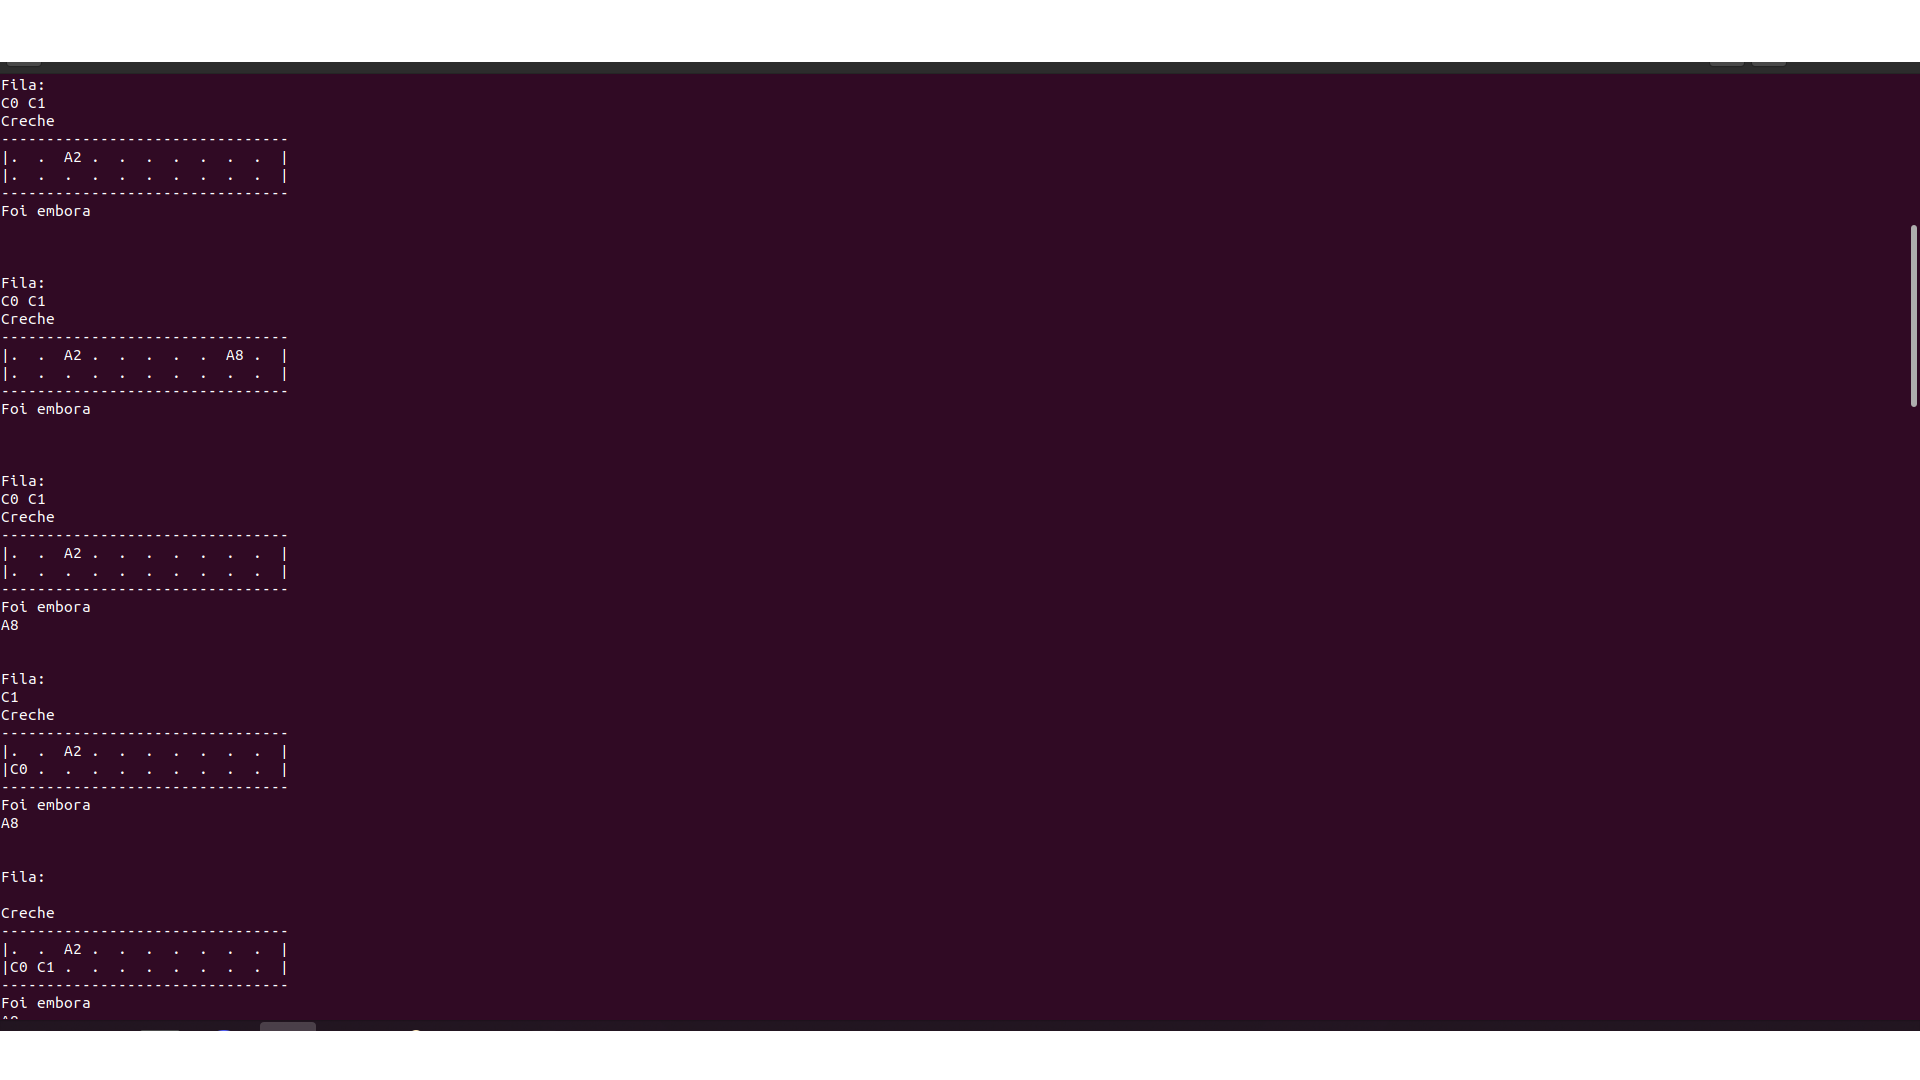 Fila:
C0 C1
Creche
--------------------------------
|.  .  A2 .  .  .  .  .  .  .  |
|.  .  .  .  .  .  .  .  .  .  |
--------------------------------
Foi embora
Fila:
C0 C1
Creche
--------------------------------
|.  .  A2 .  .  .  .  .  A8 .  |
|.  .  .  .  .  .  .  .  .  .  |
--------------------------------
Foi embora
Fila:
C0 C1
Creche
--------------------------------
|.  .  A2 .  .  .  .  .  .  .  |
|.  .  .  .  .  .  .  .  .  .  |
--------------------------------
Foi embora
A8
Fila:
C1
Creche
--------------------------------
|.  .  A2 .  .  .  .  .  .  .  |
|C0 .  .  .  .  .  .  .  .  .  |
--------------------------------
Foi embora
A8
Fila:
Creche
--------------------------------
|.  .  A2 .  .  .  .  .  .  .  |
|C0 C1 .  .  .  .  .  .  .  .  |
--------------------------------
Foi embora